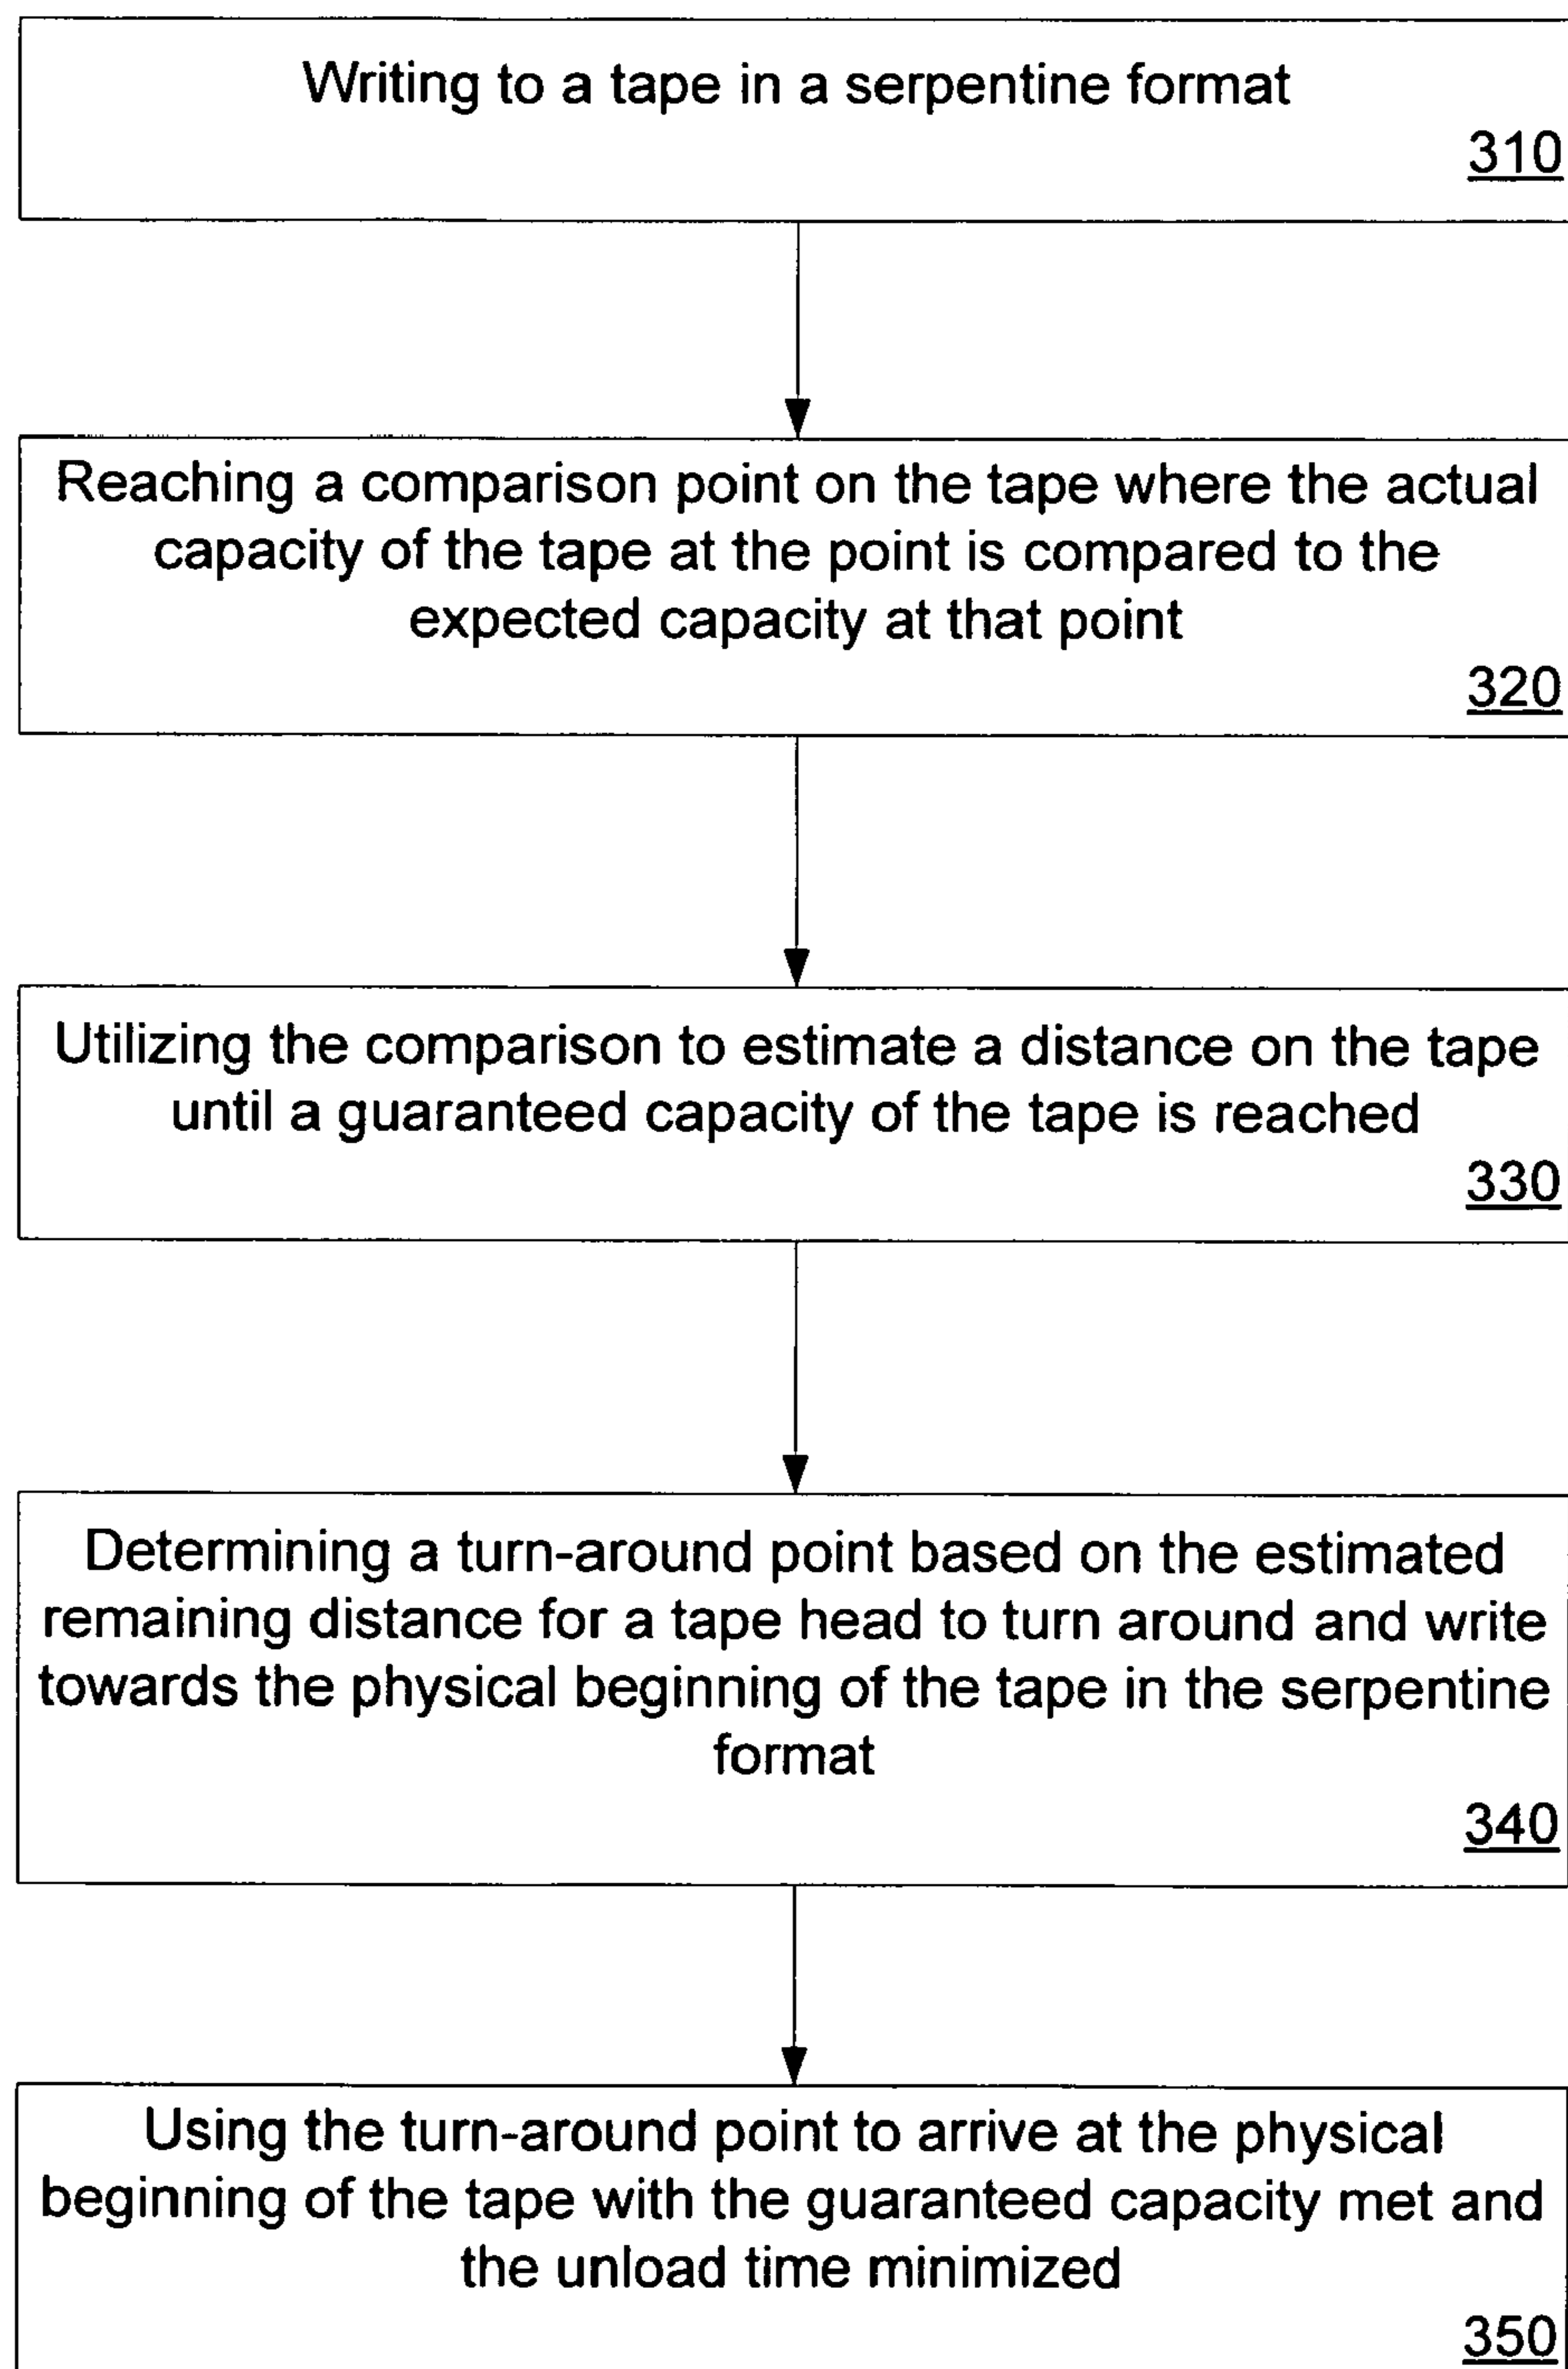 Writing to a tape in a serpentine format
310
Reaching a comparison point on the tape where the actual
capacity of the tape at the point is compared to the
expected capacity at that point
320
Utilizing the comparison to estimate a distance on the tape
until a guaranteed capacity of the tape is reached
330
Determining a turn-around point based on the estimated
remaining distance for a tape head to turn around and write
towards the physical beginning of the tape in the serpentine
format
340
Using the turn-around point to arrive at the physical
beginning of the tape with the guaranteed capacity met and
the unload time minimized
350